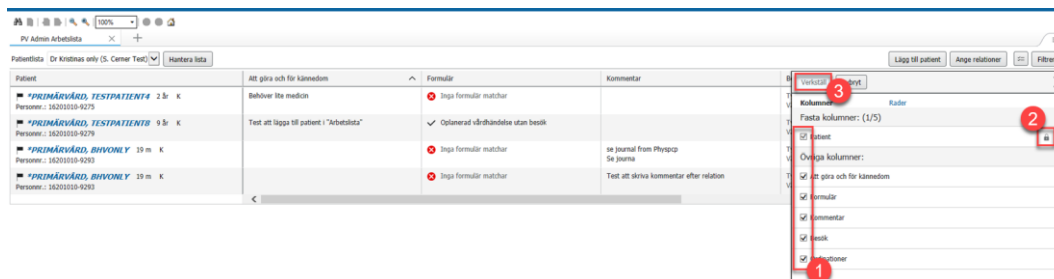 100%
PV Admin Arbetslista
Patientlista Dr Kristinas only (S. Cerner Test) Hantera lista Lägg till patient Ange relationer Filtrer
Patient Att göra och för kännedom Formulär Kommentar
Verkställ
3
*PRIMÄRVÅRD, TESTPATIENT4 2 år K Behöver lite medicin Inga formulär matchar
Personnr.: 16201010-9275
Kolumner Rader
Fasta kolumner: (1/5)
2
*PRIMÄRVÅRD, TESTPATIENT8 9 år K Test att lägga till patient i "Arbetslista" Oplanerad vårdhändelse utan besök
Personnr.: 16201010-9279
Patient
*PRIMÄRVÅRD, BHVONLY 19 m K Inga formulär matchar se journal from Physpcp
Personnr.: 16201010-9293 Se journa
Övriga kolumner:
*PRIMÄRVÅRD, BHVONLY 19 m K Inga formulär matchar Test att skriva kommentar efter relation
Personnr.: 16201010-9293
Att göra och för kännedom
Formulär
Kommentar
Besök
1